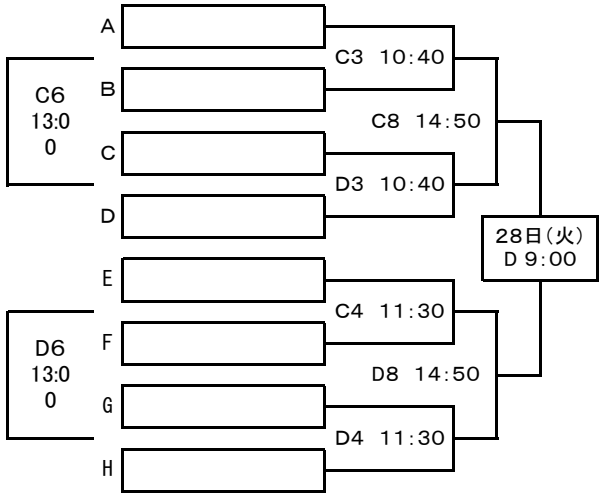 A
C3 10:40
C6
13:0
0
B
C8 14:50
C
D3 10:40
D
28日(火)
D 9:00
E
C4 11:30
D6
13:0
0
F
D8 14:50
G
D4 11:30
H